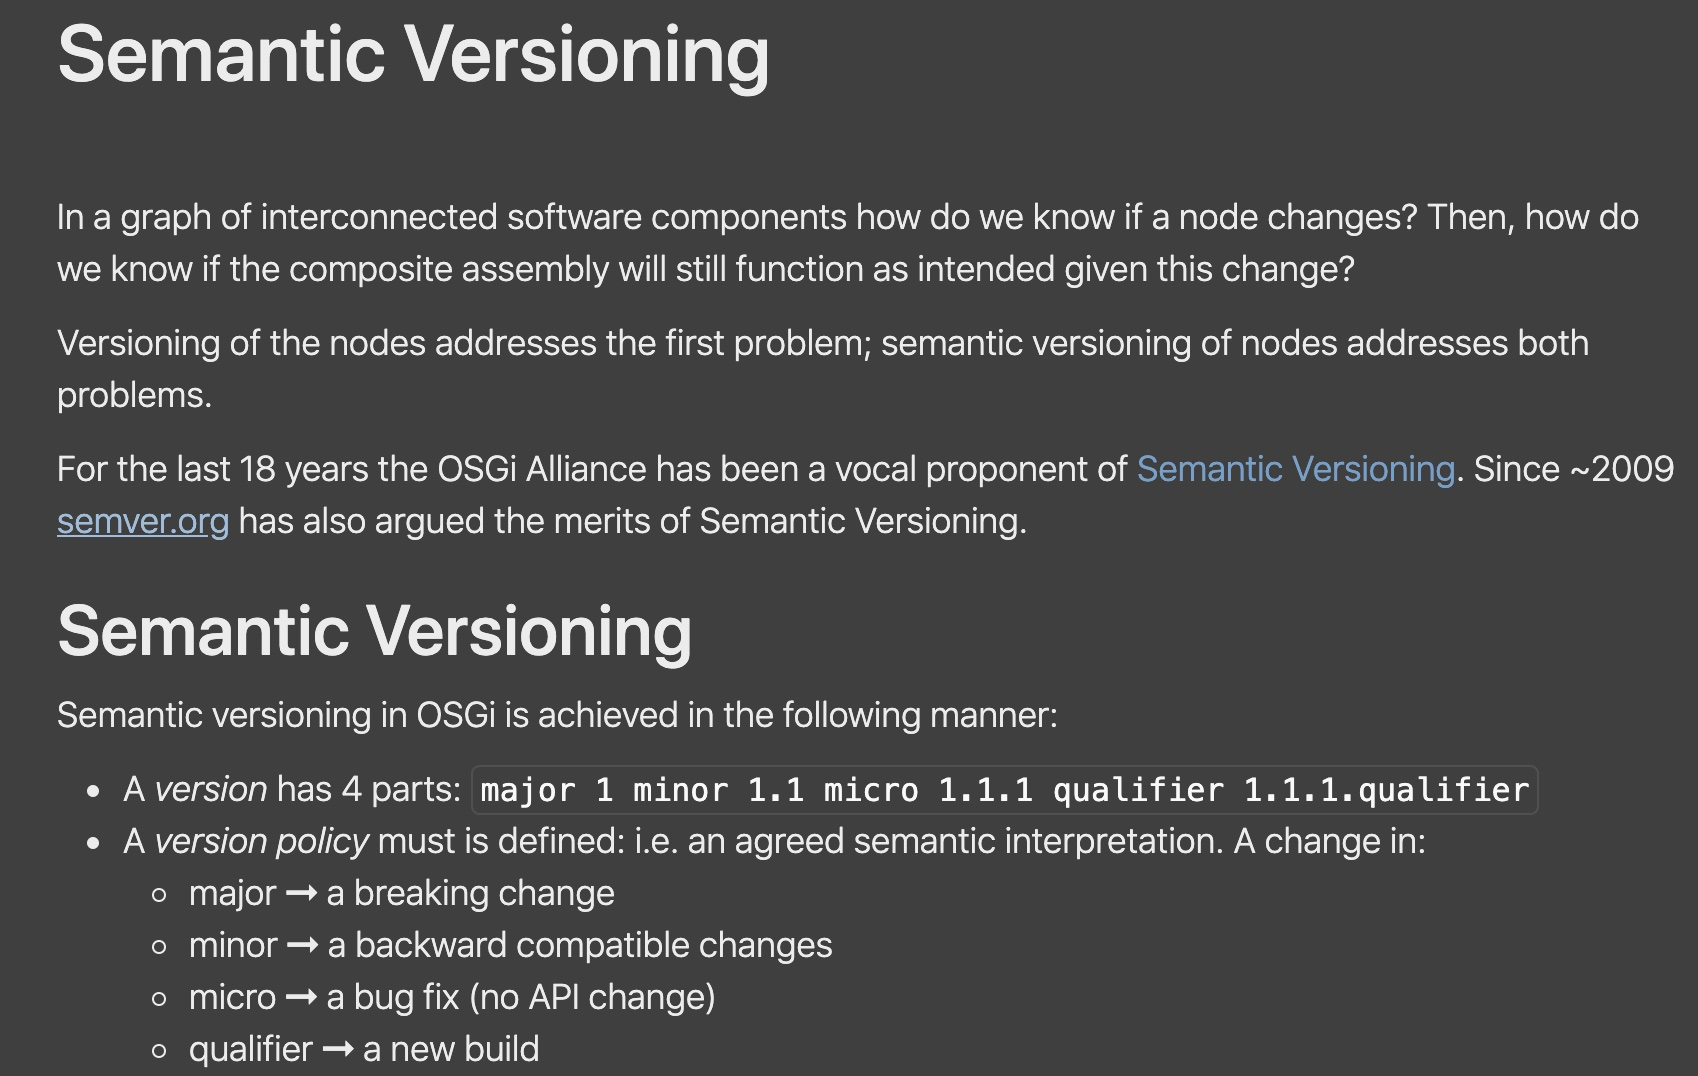 Semantic Versioning
In a graph of interconnected software components how do we know if a node changes? Then, how do
we know if the composite assembly will still function as intended given this change?
Versioning of the nodes addresses the first problem; semantic versioning of nodes addresses both
problems.
For the last 18 years the OSGi Alliance has been a vocal proponent of Semantic Versioning. Since ~2009
semver.org has also argued the merits of Semantic Versioning.
Semantic Versioning
Semantic versioning in OSGi is achieved in the following manner:
• A version has 4 parts: major 1 minor 1.1 micro 1.1.1 qualifier 1.1.1.qualifier
• A version policy must is defined: i.e. an agreed semantic interpretation. A change in:
◦ major ➞ a breaking change
◦ minor ➞ a backward compatible changes
◦ micro ➞ a bug fix (no API change)
◦ qualifier ➞ a new build